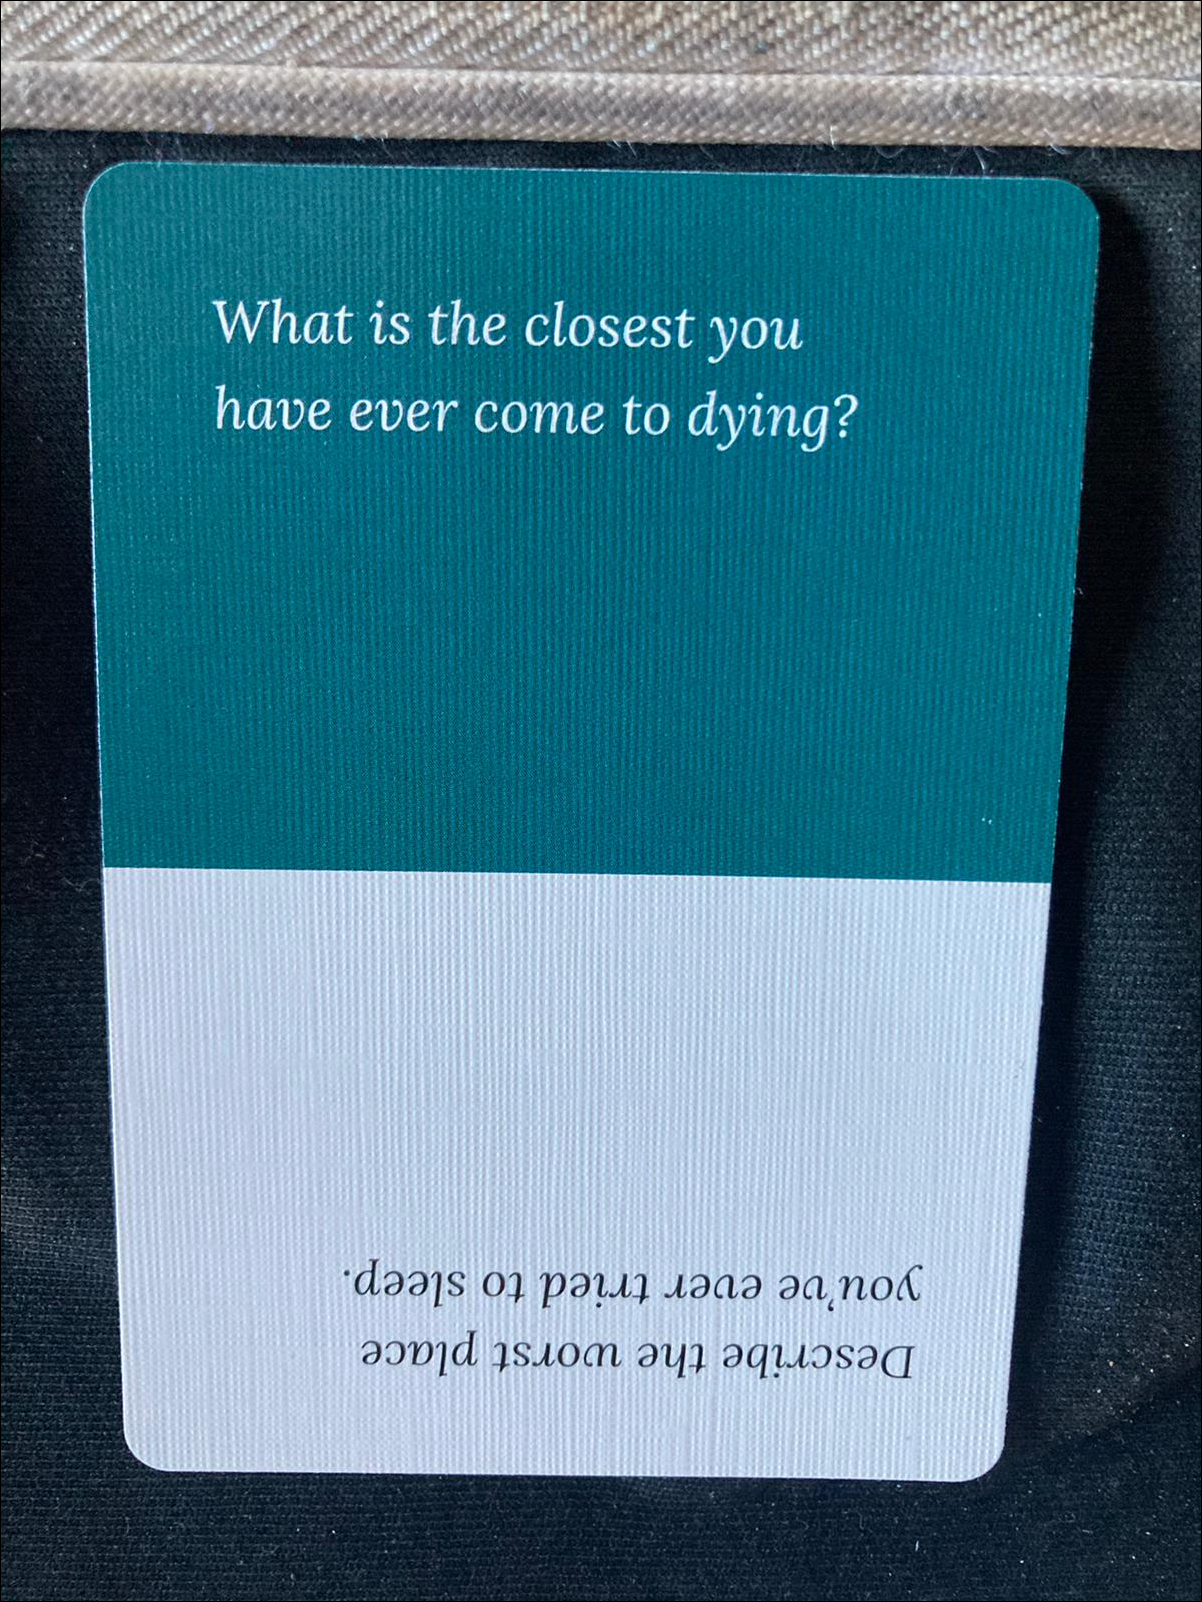 What is the closest you
have ever come to dying?
Describe the worst place
you've ever tried to sleep.